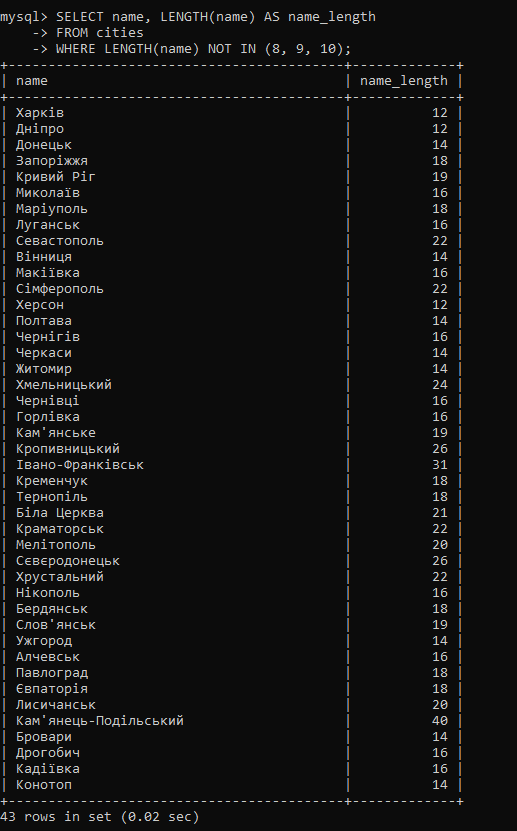 mysql> SELECT name, LENGTH(name) AS name_length
    -> FROM cities
    -> WHERE LENGTH(name) NOT IN (8, 9, 10);
+------------------------------------------+-------------+
| name                                     | name_length |
+------------------------------------------+-------------+
| Харків                                   |          12 |
| Дніпро                                   |          12 |
| Донецьк                                  |          14 |
| Запоріжжя                                |          18 |
| Кривий Ріг                               |          19 |
| Миколаїв                                 |          16 |
| Маріуполь                                |          18 |
| Луганськ                                 |          16 |
| Севастополь                              |          22 |
| Вінниця                                  |          14 |
| Макіївка                                 |          16 |
| Сімферополь                              |          22 |
| Херсон                                   |          12 |
| Полтава                                  |          14 |
| Чернігів                                 |          16 |
| Черкаси                                  |          14 |
| Житомир                                  |          14 |
| Хмельницький                             |          24 |
| Чернівці                                 |          16 |
| Горлівка                                 |          16 |
| Кам'янське                               |          19 |
| Кропивницький                            |          26 |
| Івано-Франківськ                         |          31 |
| Кременчук                                |          18 |
| Тернопіль                                |          18 |
| Біла Церква                              |          21 |
| Краматорськ                              |          22 |
| Мелітополь                               |          20 |
| Сєвєродонецьк                            |          26 |
| Хрустальний                              |          22 |
| Нікополь                                 |          16 |
| Бердянськ                                |          18 |
| Слов'янськ                               |          19 |
| Ужгород                                  |          14 |
| Алчевськ                                 |          16 |
| Павлоград                                |          18 |
| Євпаторія                                |          18 |
| Лисичанськ                               |          20 |
| Кам'янець-Подільський                    |          40 |
| Бровари                                  |          14 |
| Дрогобич                                 |          16 |
| Кадіївка                                 |          16 |
| Конотоп                                  |          14 |
+------------------------------------------+-------------+
43 rows in set (0.02 sec)